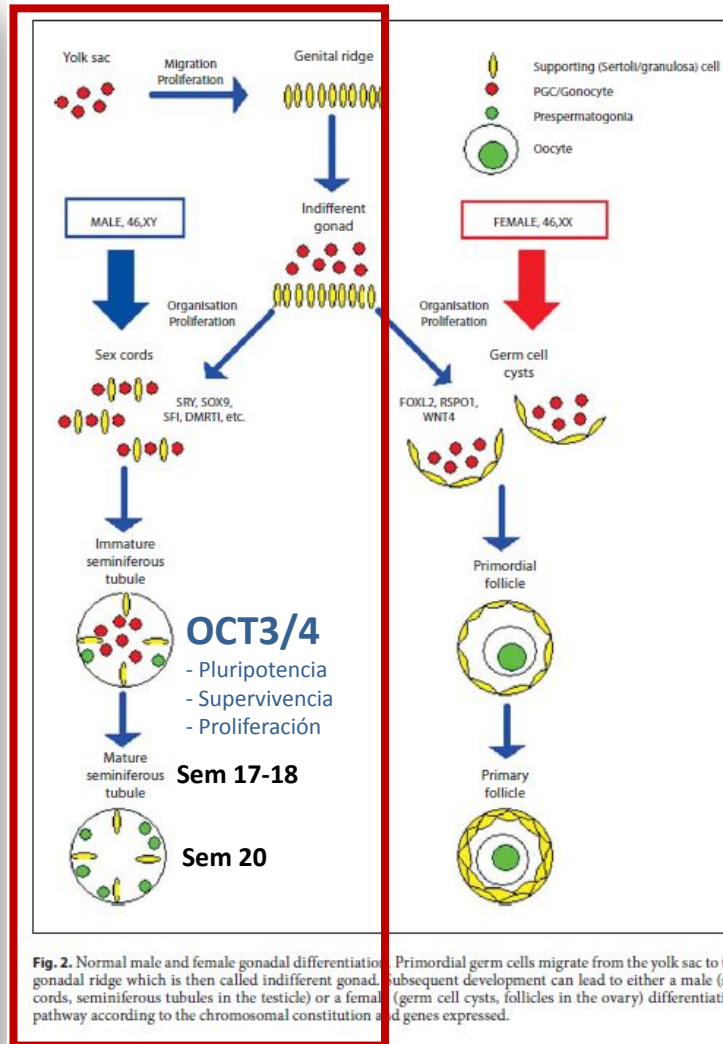 Yolk sac
Migration
Proliferation
Genital ridge
Supporting (Sertoli/granulosa) cell
PGC/Gonocyte
Prespermatogonia
Oocyte
MALE, 46,XY
Indifferent
gonad
FEMALE, 46,XX
Organisation
Proliferation
Organisation
Proliferation
Sex cords
SRY, SOX9,
SFI, DMRTI, etc.
FOXL2, RSPO1,
WNT4
Germ cell
cysts
Immature
seminiferous
tubule
OCT3/4
- Pluripotencia
- Supervivencia
- Proliferación
Primordial
follicle
Mature
seminiferous
tubule
Sem 17-18
Sem 20
Primary
follicle
Fig. 2. Normal male and female gonadal differentiation. Primordial germ cells migrate from the yolk sac to
gonadal ridge which is then called indifferent gonad. Subsequent development can lead to either a male
cords, seminiferous tubules in the testicle) or a female (germ cell cysts, follicles in the ovary)
pathway according to the chromosomal constitution and genes expressed.